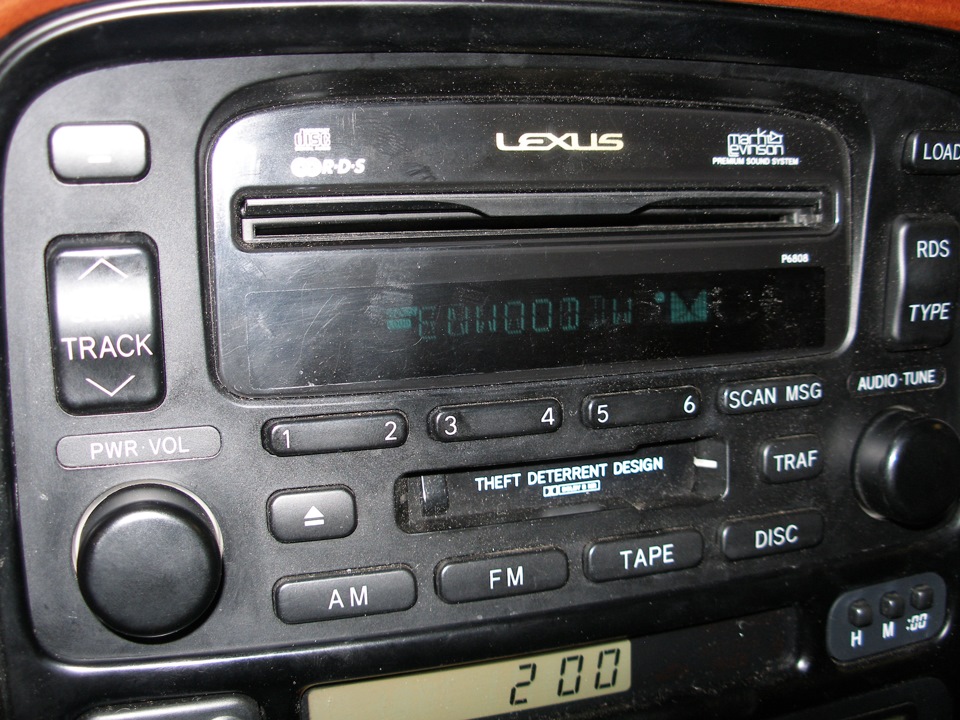 disc
LEXUS
mark levinson
PREMIUM SOUND SYSTEM
R·D·S
LOAD
P6808
RDS
TYPE
TRACK
AUDIO·TUNE
PWR·VOL
1 2
3 4
5 6
SCAN MSG
THEFT DETERRENT DESIGN
TRAF
AM
FM
TAPE
DISC
H M :00
200